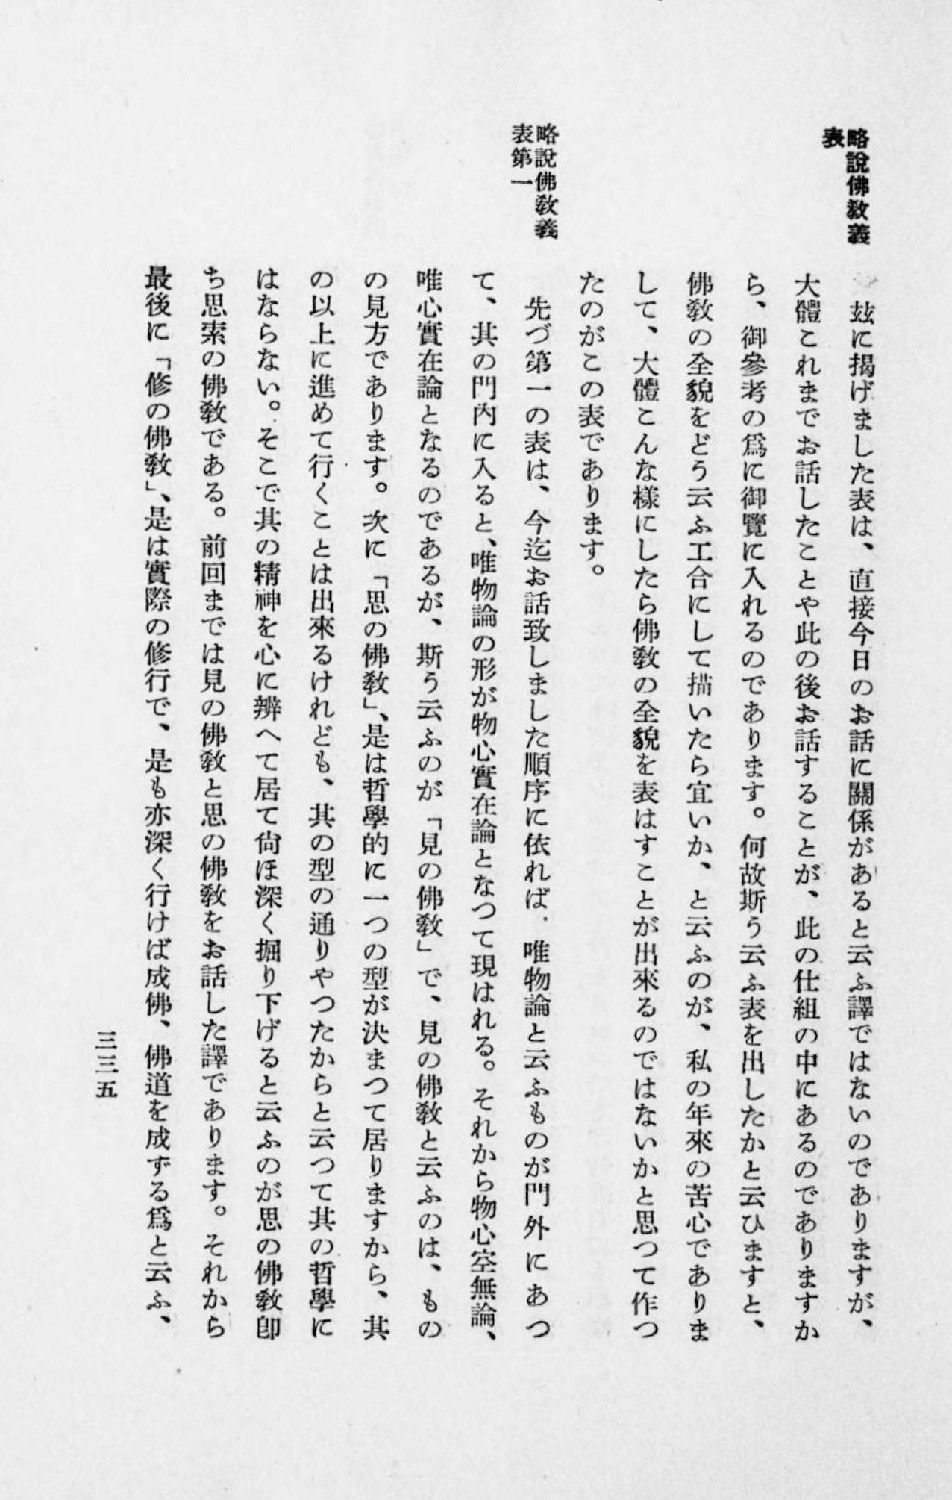 略說佛敎義
表
玆に揭げました表は、直接今日のお話に關係があると云ふ譯ではないのでありますが、
大體これまでお話したことや此の後お話することが、此の仕組の中にあるのでありますか
ら、御參考の爲に御覽に入れるのであります。何故斯う云ふ表を出したかと云ひますと、
佛敎の全貌をどう云ふ工合にして描いたら宜いか、と云ふのが、私の年來の苦心でありま
して、大體こんな樣にしたら佛敎の全貌を表はすことが出來るのではないかと思つて作つ
たのがこの表であります。
略說佛敎義
表第一
先づ第一の表は、今迄お話致しました順序に依れば、唯物論と云ふものが門外にあつ
て、其の門內に入ると、唯物論の形が物心實在論となつて現はれる。それから物心空無論、
唯心實在論となるのであるが、斯う云ふのが「見の佛敎」で、見の佛敎と云ふのは、もの
の見方であります。次に「思の佛敎」、是は哲學的に一つの型が決まつて居りますから、其
の以上に進めて行くことは出來るけれども、其の型の通りやつたからと云つて其の哲學に
はならない。そこで其の精神を心に辨へて居て尙ほ深く掘り下げると云ふのが思の佛敎卽
ち思索の佛敎である。前回までは見の佛敎と思の佛敎をお話した譯であります。それから
最後に「修の佛敎」、是は實際の修行で、是も亦深く行けば成佛、佛道を成ずる爲と云ふ、
三三五